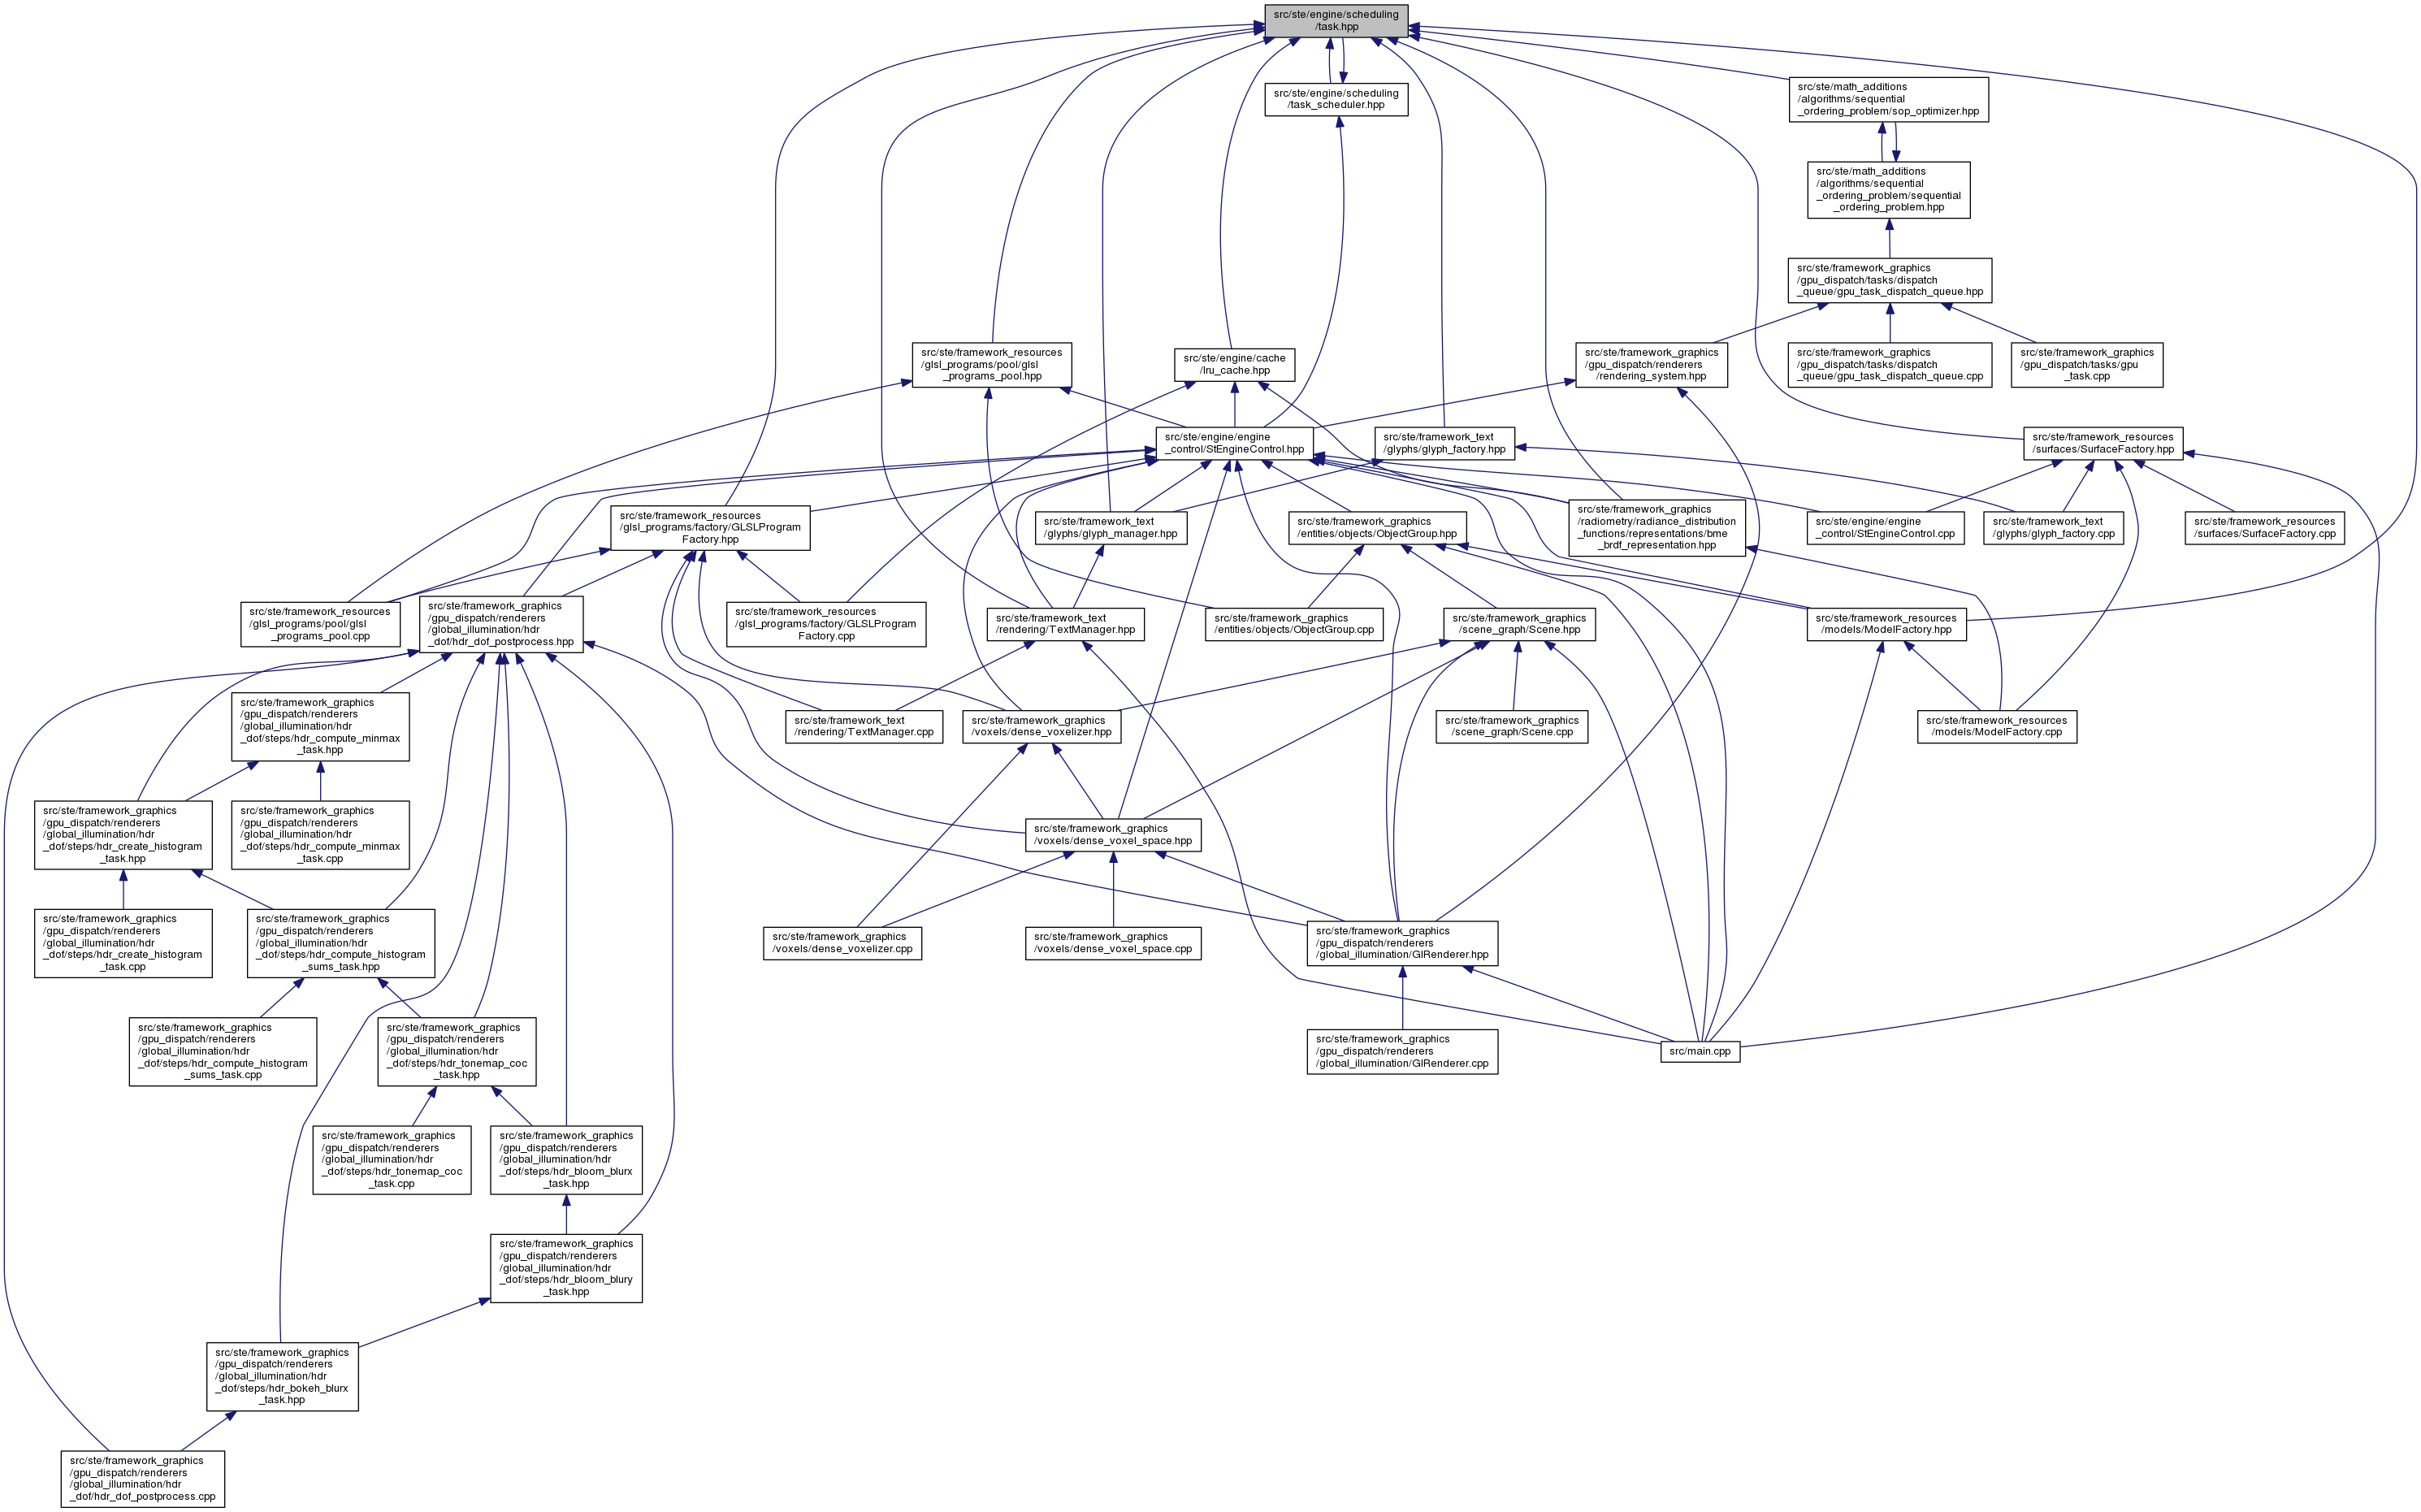 src/ste/engine/scheduling
/task.hpp
src/ste/engine/scheduling
/task_scheduler.hpp
src/ste/math_additions
/algorithms/sequential
_ordering_problem/sop_optimizer.hpp
src/ste/math_additions
/algorithms/sequential
_ordering_problem/sequential
_ordering_problem.hpp
src/ste/framework_graphics
/gpu_dispatch/tasks/dispatch
_queue/gpu_task_dispatch_queue.hpp
src/ste/framework_resources
/glsl_programs/pool/glsl
_programs_pool.hpp
src/ste/engine/cache
/lru_cache.hpp
src/ste/framework_graphics
/gpu_dispatch/renderers
/rendering_system.hpp
src/ste/framework_graphics
/gpu_dispatch/tasks/dispatch
_queue/gpu_task_dispatch_queue.cpp
src/ste/framework_graphics
/gpu_dispatch/tasks/gpu
_task.cpp
src/ste/engine/engine
_control/StEngineControl.hpp
src/ste/framework_text
/glyphs/glyph_factory.hpp
src/ste/framework_resources
/surfaces/SurfaceFactory.hpp
src/ste/framework_resources
/glsl_programs/factory/GLSLProgram
Factory.hpp
src/ste/framework_text
/glyphs/glyph_manager.hpp
src/ste/framework_graphics
/entities/objects/ObjectGroup.hpp
src/ste/framework_graphics
/radiometry/radiance_distribution
_functions/representations/bme
_brdf_representation.hpp
src/ste/engine/engine
_control/StEngineControl.cpp
src/ste/framework_text
/glyphs/glyph_factory.cpp
src/ste/framework_resources
/surfaces/SurfaceFactory.cpp
src/ste/framework_resources
/glsl_programs/pool/glsl
_programs_pool.cpp
src/ste/framework_graphics
/gpu_dispatch/renderers
/global_illumination/hdr
_dof/hdr_dof_postprocess.hpp
src/ste/framework_resources
/glsl_programs/factory/GLSLProgram
Factory.cpp
src/ste/framework_text
/rendering/TextManager.hpp
src/ste/framework_graphics
/entities/objects/ObjectGroup.cpp
src/ste/framework_graphics
/scene_graph/Scene.hpp
src/ste/framework_resources
/models/ModelFactory.hpp
src/ste/framework_graphics
/gpu_dispatch/renderers
/global_illumination/hdr
_dof/steps/hdr_compute_minmax
_task.hpp
src/ste/framework_text
/rendering/TextManager.cpp
src/ste/framework_graphics
/voxels/dense_voxelizer.hpp
src/ste/framework_graphics
/scene_graph/Scene.cpp
src/ste/framework_resources
/models/ModelFactory.cpp
src/ste/framework_graphics
/gpu_dispatch/renderers
/global_illumination/hdr
_dof/steps/hdr_create_histogram
_task.hpp
src/ste/framework_graphics
/gpu_dispatch/renderers
/global_illumination/hdr
_dof/steps/hdr_compute_minmax
_task.cpp
src/ste/framework_graphics
/voxels/dense_voxel_space.hpp
src/ste/framework_graphics
/gpu_dispatch/renderers
/global_illumination/hdr
_dof/steps/hdr_create_histogram
_task.cpp
src/ste/framework_graphics
/gpu_dispatch/renderers
/global_illumination/hdr
_dof/steps/hdr_compute_histogram
_sums_task.hpp
src/ste/framework_graphics
/voxels/dense_voxelizer.cpp
src/ste/framework_graphics
/voxels/dense_voxel_space.cpp
src/ste/framework_graphics
/gpu_dispatch/renderers
/global_illumination/GIRenderer.hpp
src/ste/framework_graphics
/gpu_dispatch/renderers
/global_illumination/hdr
_dof/steps/hdr_compute_histogram
_sums_task.cpp
src/ste/framework_graphics
/gpu_dispatch/renderers
/global_illumination/hdr
_dof/steps/hdr_tonemap_coc
_task.hpp
src/ste/framework_graphics
/gpu_dispatch/renderers
/global_illumination/GIRenderer.cpp
src/main.cpp
src/ste/framework_graphics
/gpu_dispatch/renderers
/global_illumination/hdr
_dof/steps/hdr_tonemap_coc
_task.cpp
src/ste/framework_graphics
/gpu_dispatch/renderers
/global_illumination/hdr
_dof/steps/hdr_bloom_blurx
_task.hpp
src/ste/framework_graphics
/gpu_dispatch/renderers
/global_illumination/hdr
_dof/steps/hdr_bloom_blury
_task.hpp
src/ste/framework_graphics
/gpu_dispatch/renderers
/global_illumination/hdr
_dof/steps/hdr_bokeh_blurx
_task.hpp
src/ste/framework_graphics
/gpu_dispatch/renderers
/global_illumination/hdr
_dof/hdr_dof_postprocess.cpp